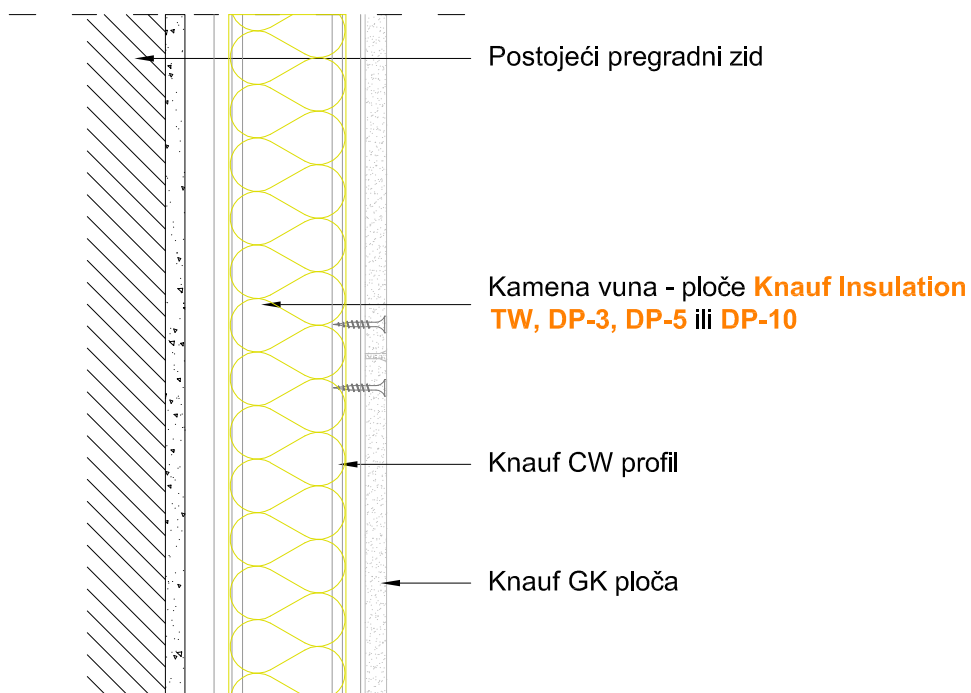 Postojeći pregradni zid
Kamena vuna - ploče Knauf Insulation
TW, DP-3, DP-5 ili DP-10
Knauf CW profil
Knauf GK ploča